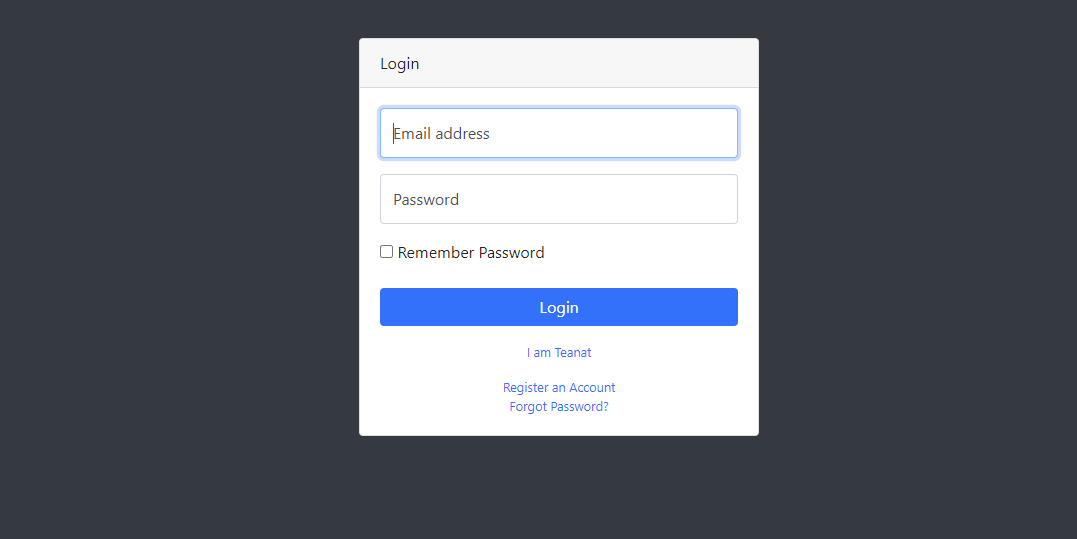 Login
Email address
Password
Remember Password
Login
I am Teanat
Register an Account
Forgot Password?